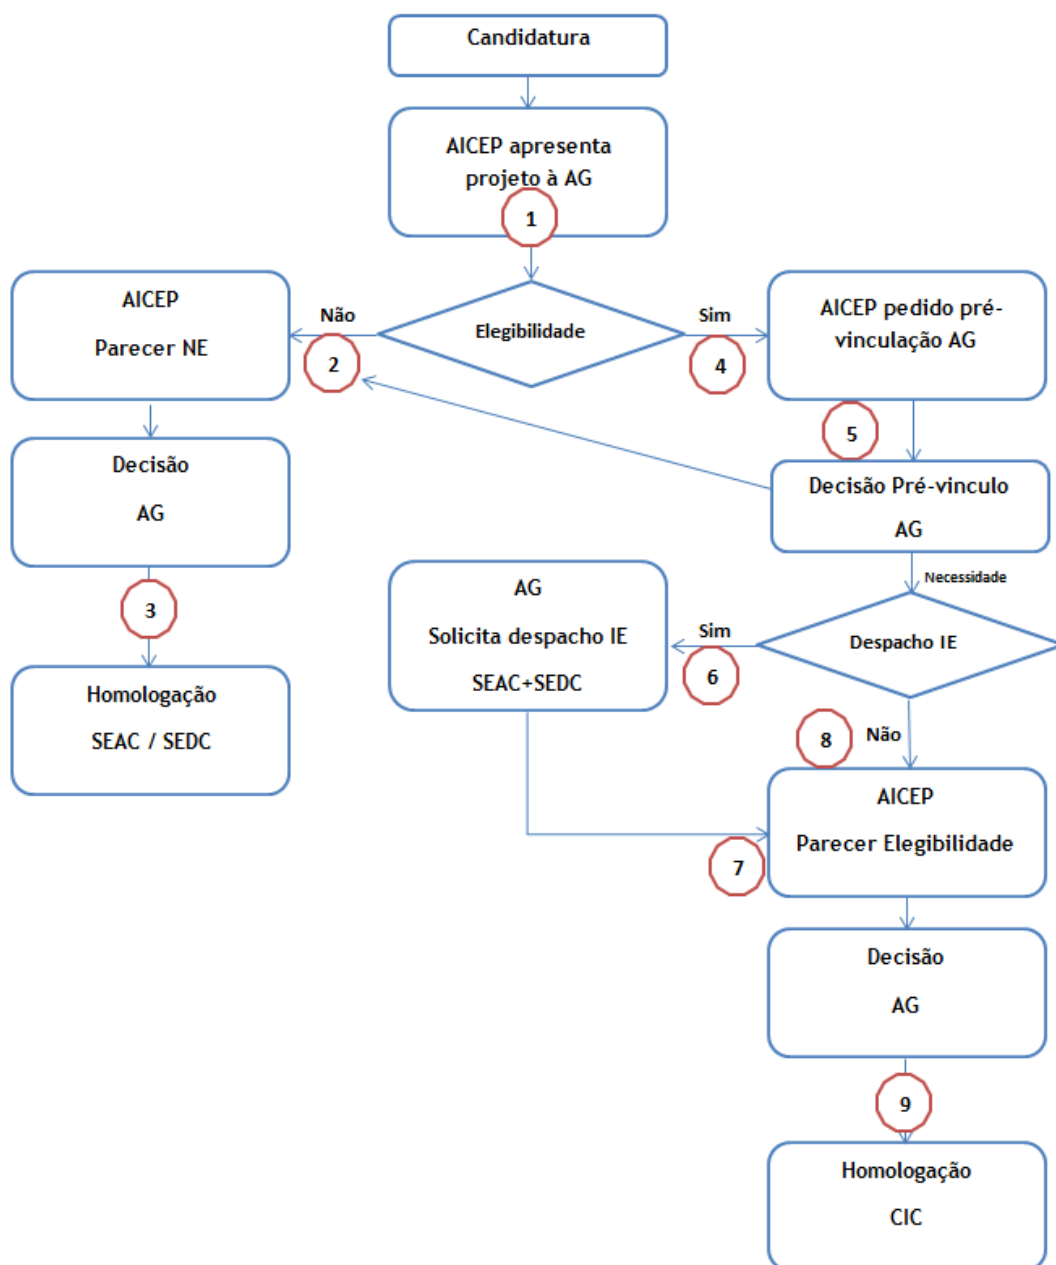 Candidatura
AICEP apresenta
projeto à AG
1
AICEP
Parecer NE
Não
2
Elegibilidade
Sim
4
AICEP pedido pré-
vinculação AG
5
Decisão
AG
Decisão Pré-vinculo
AG
Necessidade
3
AG
Solicita despacho IE
SEAC+SEDC
Sim
6
Despacho IE
Homologação
SEAC / SEDC
8
Não
AICEP
Parecer Elegibilidade
7
Decisão
AG
9
Homologação
CIC